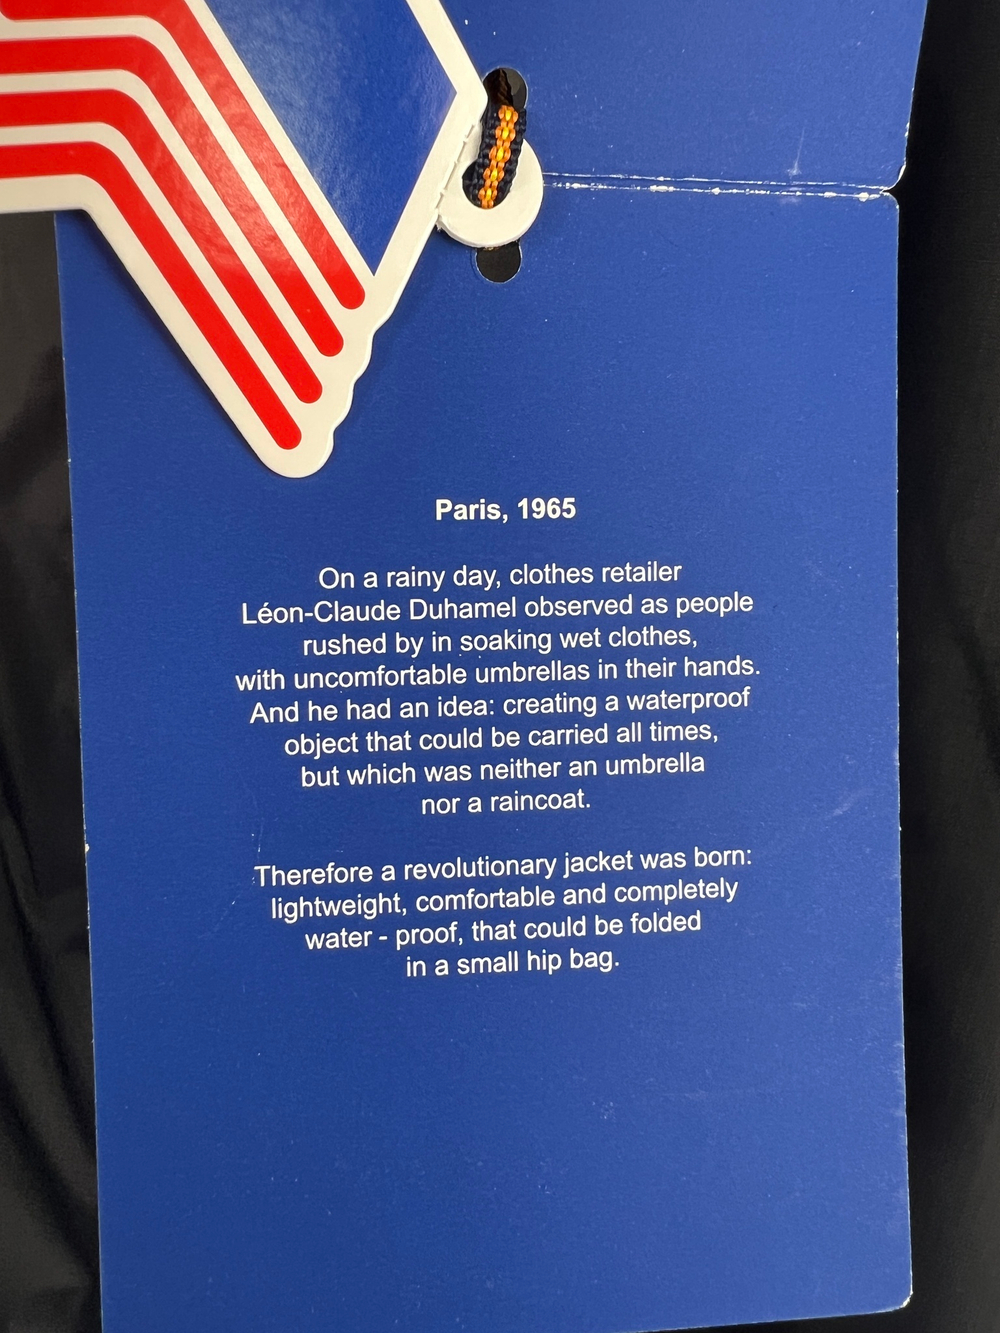 Paris, 1965
On a rainy day, clothes retailer
Léon-Claude Duhamel observed as people
rushed by in soaking wet clothes,
with uncomfortable umbrellas in their hands.
And he had an idea: creating a waterproof
object that could be carried all times,
but which was neither an umbrella
nor a raincoat.
Therefore a revolutionary jacket was born:
lightweight, comfortable and completely
water - proof, that could be folded
in a small hip bag.